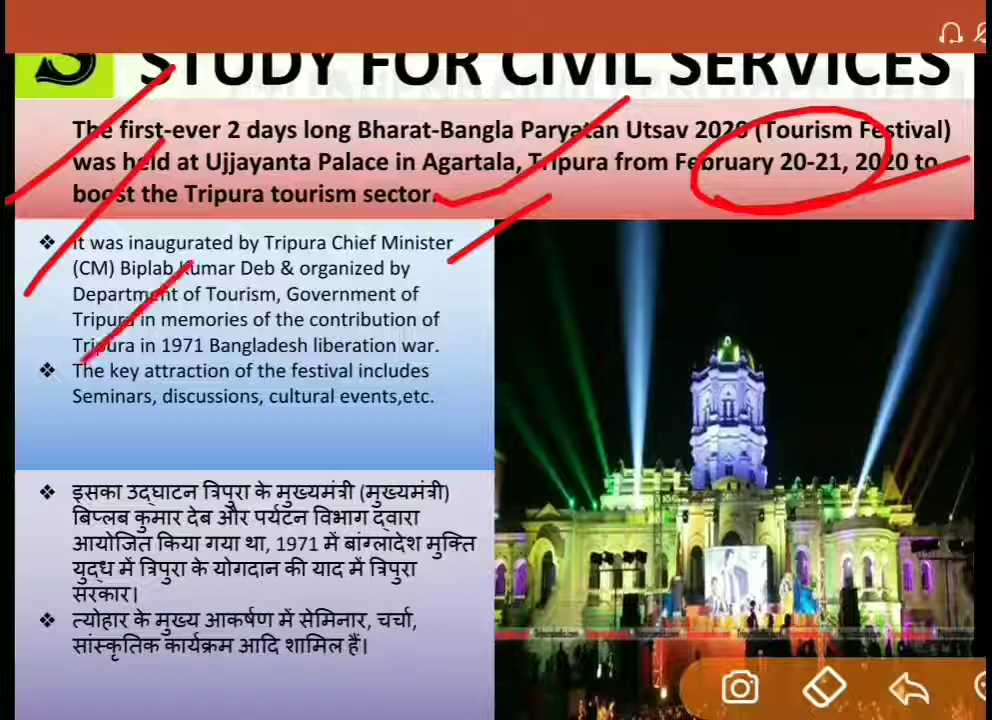 STUDY FOR CIVIL SERVICES
The first-ever 2 days long Bharat-Bangla Paryatan Utsav 2020 (Tourism Festival)
was held at Ujjayanta Palace in Agartala, Tripura from February 20-21, 2020 to
boost the Tripura tourism sector.
❖ It was inaugurated by Tripura Chief Minister
(CM) Biplab Kumar Deb & organized by
Department of Tourism, Government of
Tripura in memories of the contribution of
Tripura in 1971 Bangladesh liberation war.
❖ The key attraction of the festival includes
Seminars, discussions, cultural events,etc.
❖ इसका उद्घाटन त्रिपुरा के मुख्यमंत्री (मुख्यमंत्री)
बिप्लब कुमार देब और पर्यटन विभाग द्वारा
आयोजित किया गया था, 1971 में बांग्लादेश मुक्ति
युद्ध में त्रिपुरा के योगदान की याद में त्रिपुरा
सरकार।
❖ त्योहार के मुख्य आकर्षण में सेमिनार, चर्चा,
सांस्कृतिक कार्यक्रम आदि शामिल हैं।